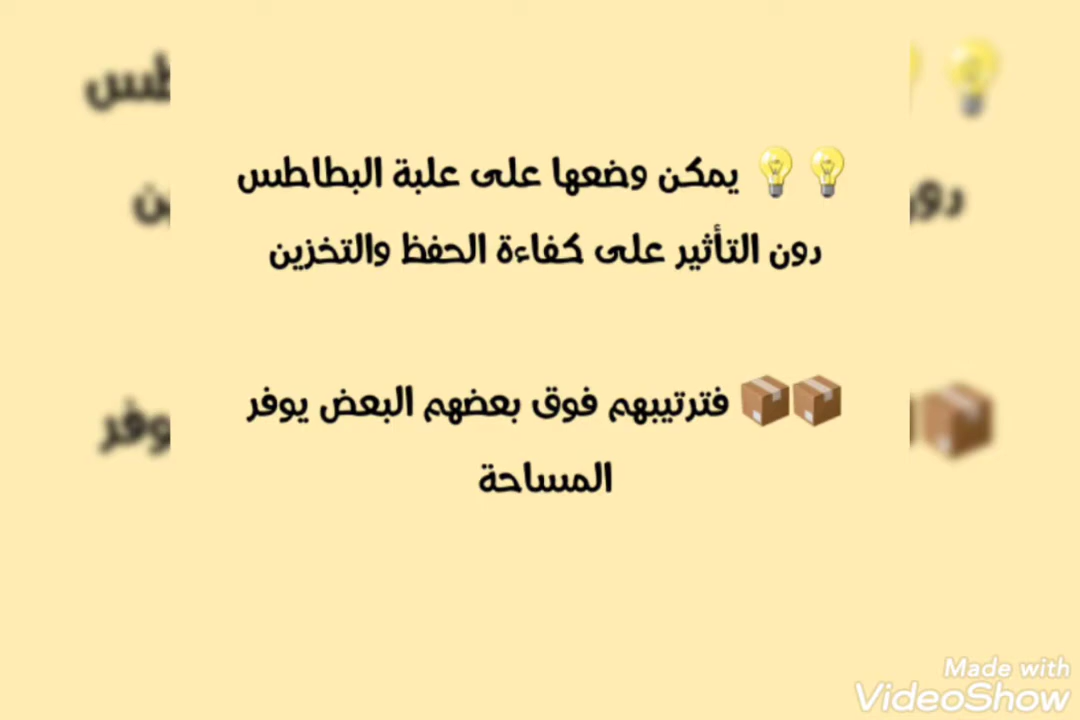 💡💡 يمكن وضعها على علبة البطاطس
دون التأثير على كفاءة الحفظ والتخزين
📦📦 فترتيبهم فوق بعضهم البعض يوفر
المساحة
Made with
VideoShow